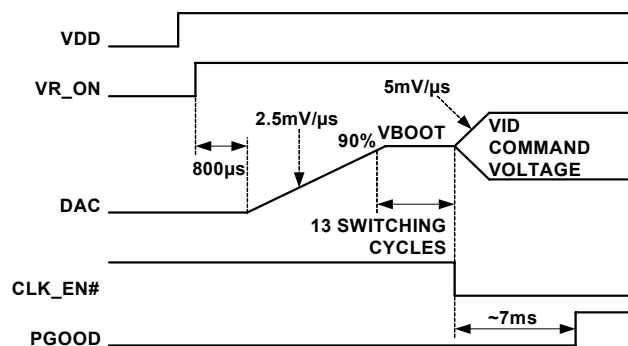 VDD
VR_ON
5mV/µs
2.5mV/µs
90%
VBOOT
VID
COMMAND
VOLTAGE
800µs
DAC
13 SWITCHING
CYCLES
CLK_EN#
~7ms
PGOOD